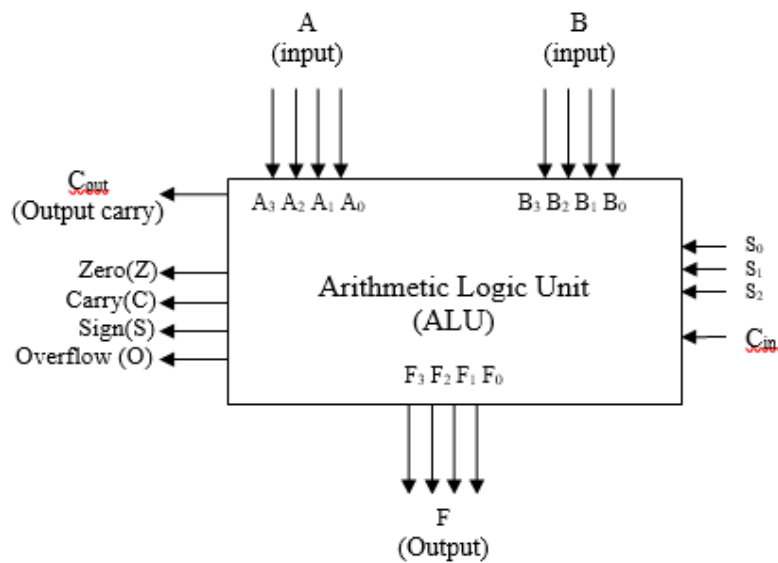 A
(input)
B
(input)
Cout
(Output carry)
A₃ A₂ A₁ A₀
B₃ B₂ B₁ B₀
S₀
S₁
S₂
Zero(Z)
Carry(C)
Sign(S)
Overflow (O)
Arithmetic Logic Unit
(ALU)
Cin
F₃ F₂ F₁ F₀
F
(Output)